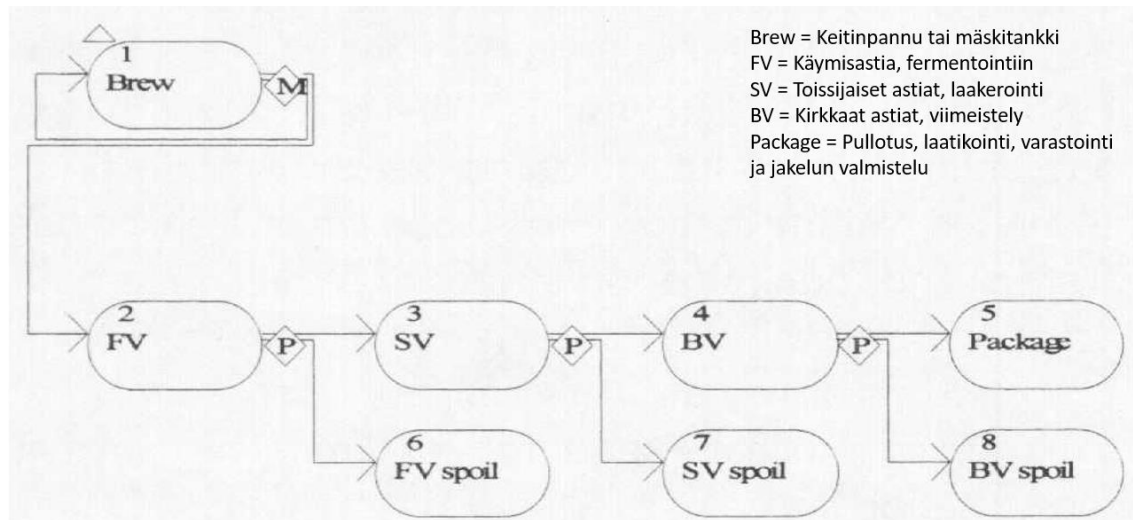 Brew = Keitinpannu tai mäskitankki
FV = Käymisastia, fermentointiin
SV = Toissijaiset astiat, laakerointi
BV = Kirkkaat astiat, viimeistely
Package = Pullotus, laatikointi, varastointi
ja jakelun valmistelu
1
Brew
M
2
FV
P
3
SV
P
4
BV
P
5
Package
6
FV spoil
7
SV spoil
8
BV spoil